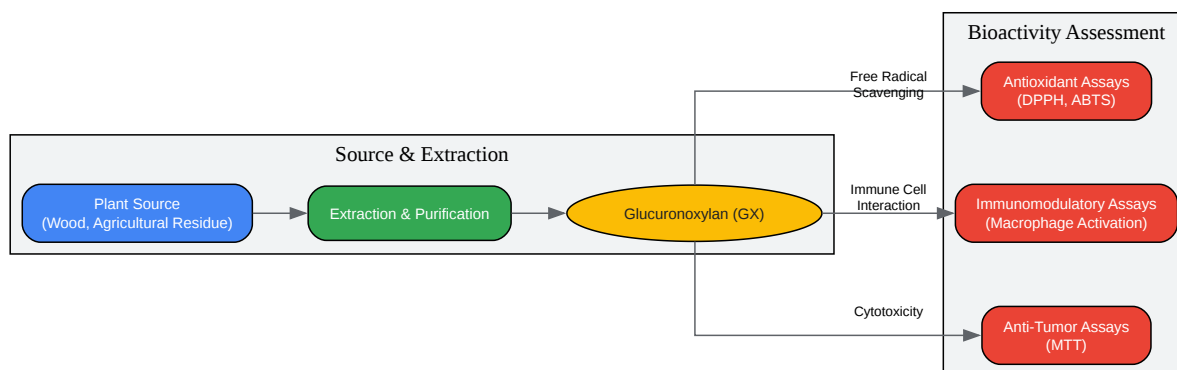 Bioactivity Assessment
Free Radical
Scavenging
Antioxidant Assays
(DPPH, ABTS)
Source & Extraction
Plant Source
(Wood, Agricultural Residue)
Extraction & Purification
Glucuronoxylan (GX)
Immune Cell
Interaction
Immunomodulatory Assays
(Macrophage Activation)
Cytotoxicity
Anti-Tumor Assays
(MTT)